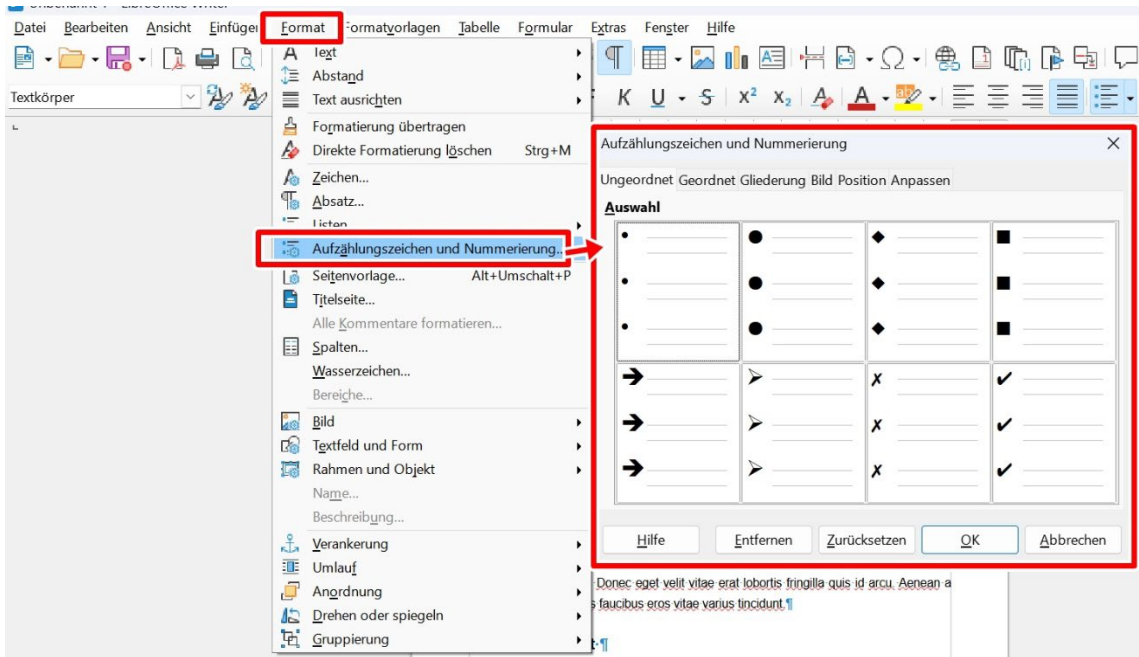 Datei Bearbeiten Ansicht Einfügen Format Formatvorlagen Tabelle Formular Extras Fenster Hilfe
Textkörper
K U S X² X₂ A A
Text
Abstand
Text ausrichten
Formatierung übertragen
Direkte Formatierung löschen Strg+M
Zeichen...
Absatz...
Listen
Aufzählungszeichen und Nummerierung...
Seitenvorlage... Alt+Umschalt+P
Titelseite...
Alle Kommentare formatieren...
Spalten...
Wasserzeichen...
Bereiche...
Bild
Textfeld und Form
Rahmen und Objekt
Name...
Beschreibung...
Verankerung
Umlauf
Anordnung
Drehen oder spiegeln
Gruppierung
Aufzählungszeichen und Nummerierung
Ungeordnet Geordnet Gliederung Bild Position Anpassen
Auswahl
Hilfe Entfernen Zurücksetzen OK Abbrechen
Donec eget velit vitae erat lobortis fringilla quis id arcu. Aenean a
faucibus eros vitae varius tincidunt.¶